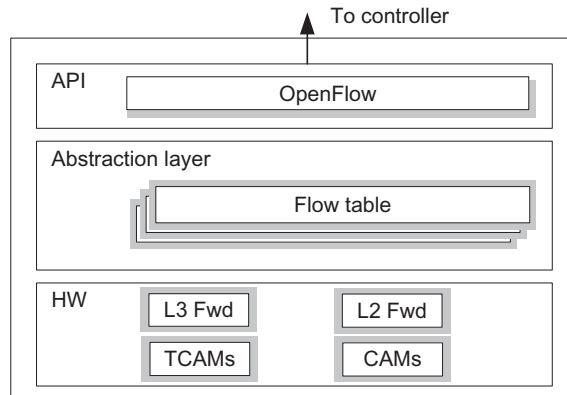 To controller
API
OpenFlow
Abstraction layer
Flow table
HW
L3 Fwd
L2 Fwd
TCAMs
CAMs